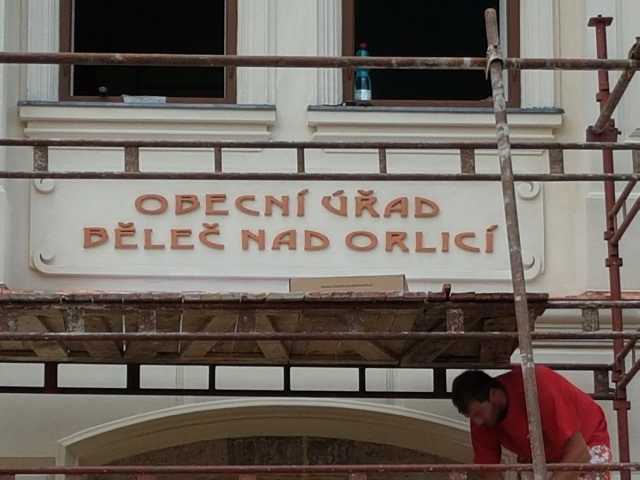 OBECNÍ ÚŘAD
BĚLEČ NAD ORLICÍ